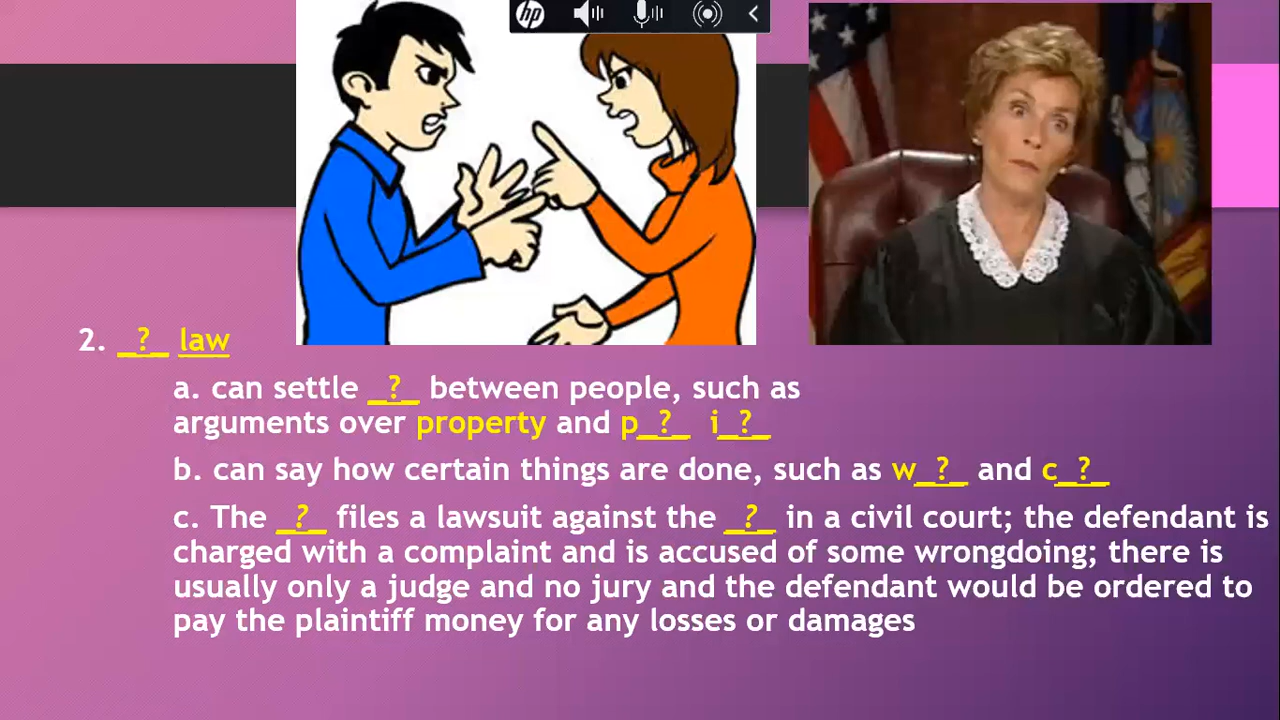 hp
2. _?_ law
a. can settle _?_ between people, such as
arguments over property and p_?_ i_?_
b. can say how certain things are done, such as w_?_ and c_?_
c. The _?_ files a lawsuit against the _?_ in a civil court; the defendant is
charged with a complaint and is accused of some wrongdoing; there is
usually only a judge and no jury and the defendant would be ordered to
pay the plaintiff money for any losses or damages